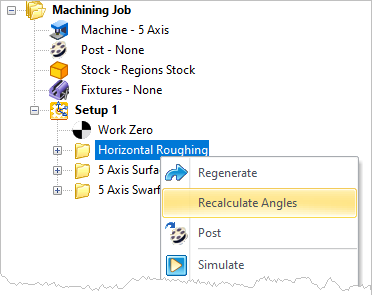 Machining Job
Machine - 5 Axis
Post - None
Stock - Regions Stock
Fixtures - None
Setup 1
Work Zero
Horizontal Roughing
5 Axis Surfa
5 Axis Swarf
Regenerate
Recalculate Angles
Post
Simulate